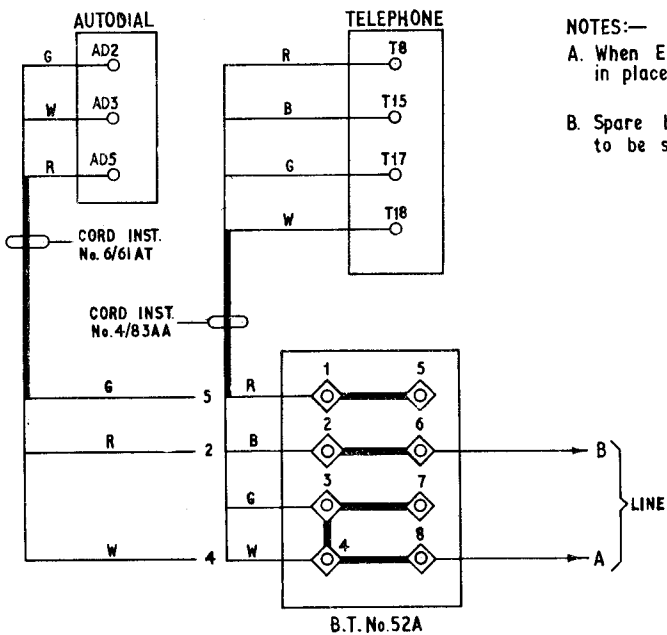 AUTODIAL
TELEPHONE
NOTES:—
A. When E
in place
B. Spare
to be s
G AD2
W AD3
R AD5
R T8
B T15
G T17
W T18
CORD INST.
No. 6/61AT
CORD INST.
No. 4/83AA
G 5 R 1 5
R 2 B 2 6 B
G 3 7
LINE
W 4 W 4 8 A
B.T. No. 52A